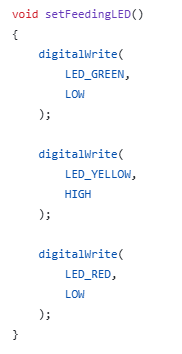 void setFeedingLED()
{
    digitalWrite(
        LED_GREEN,
        LOW
    );

    digitalWrite(
        LED_YELLOW,
        HIGH
    );

    digitalWrite(
        LED_RED,
        LOW
    );
}